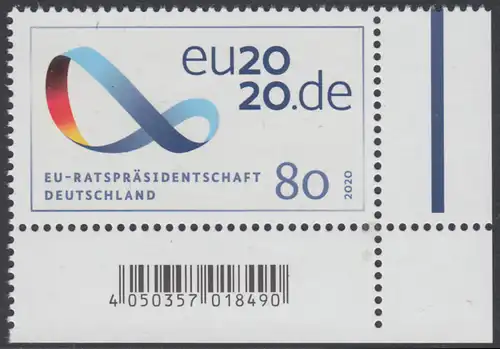 eu20
20.de
EU-RATSPRÄSIDENTSCHAFT
DEUTSCHLAND
80
2020
4 050357 018490